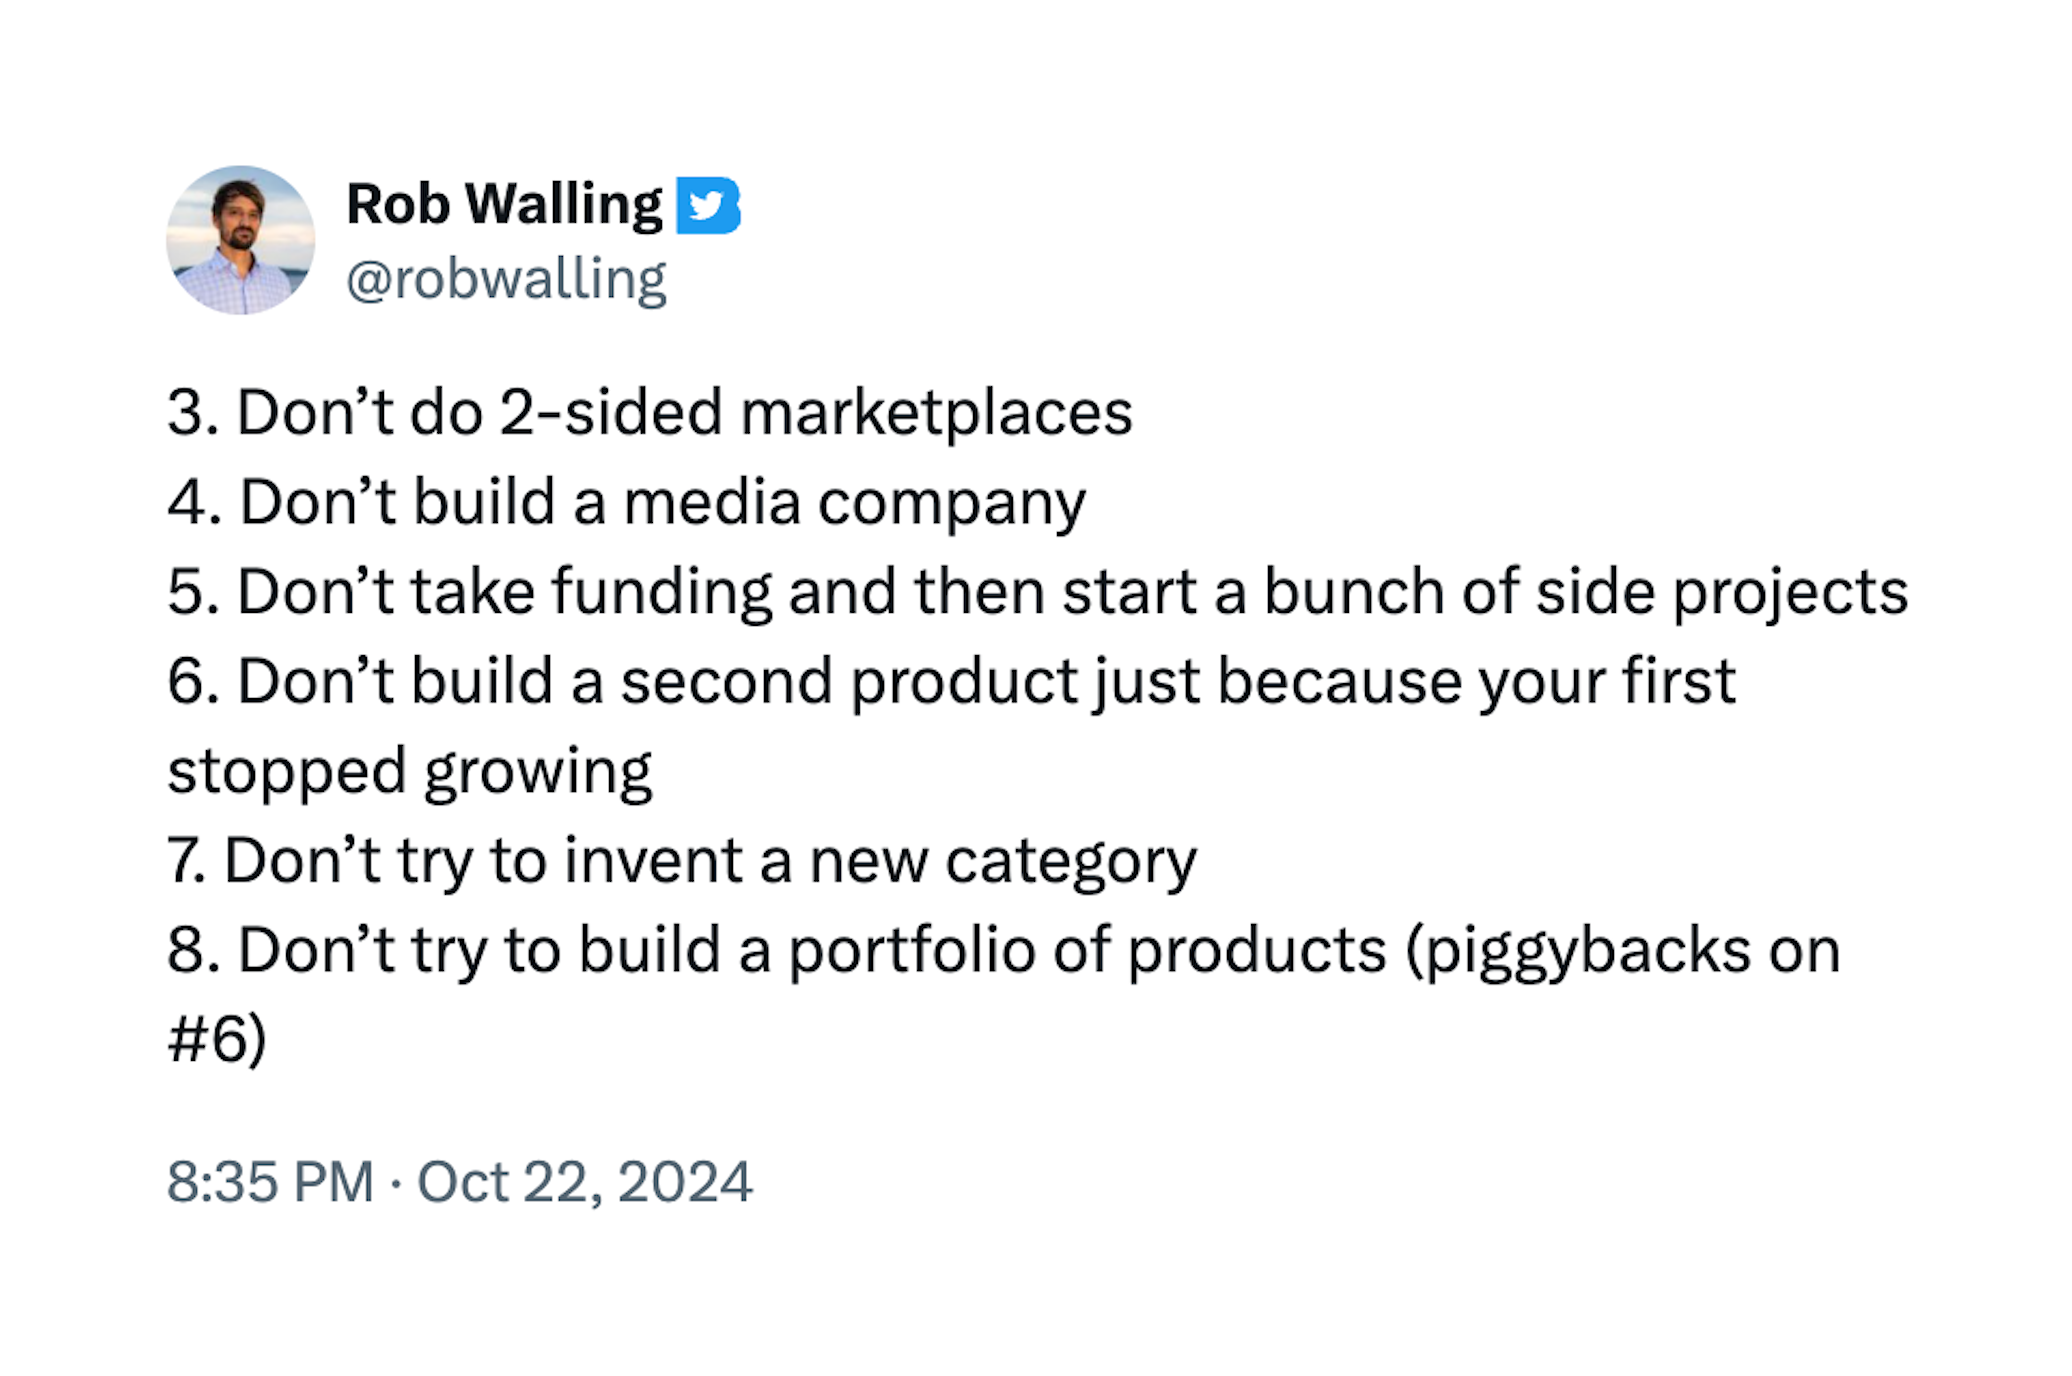 Rob Walling
@robwalling
3. Don’t do 2-sided marketplaces
4. Don’t build a media company
5. Don’t take funding and then start a bunch of side projects
6. Don’t build a second product just because your first
stopped growing
7. Don’t try to invent a new category
8. Don’t try to build a portfolio of products (piggybacks on
#6)
8:35 PM · Oct 22, 2024